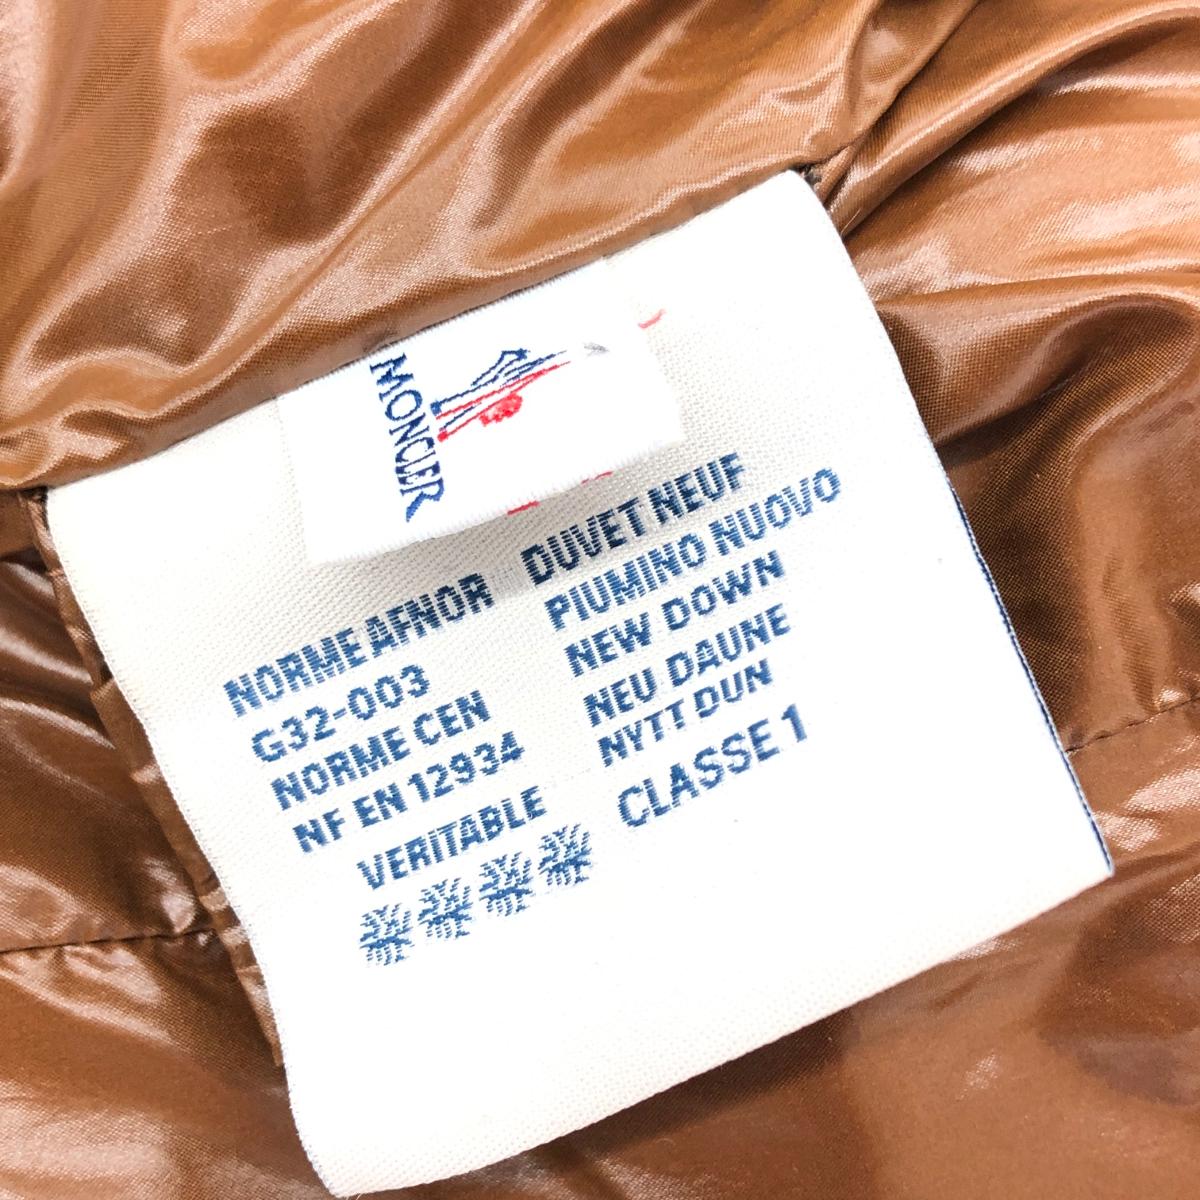 MONCLER
NORME AFNOR
G32-003
NORME CEN
NF EN 12934
VERITABLE
DUVET NEUF
PIUMINO NUOVO
NEW DOWN
NEU DAUNE
NYTT DUN
CLASSE 1